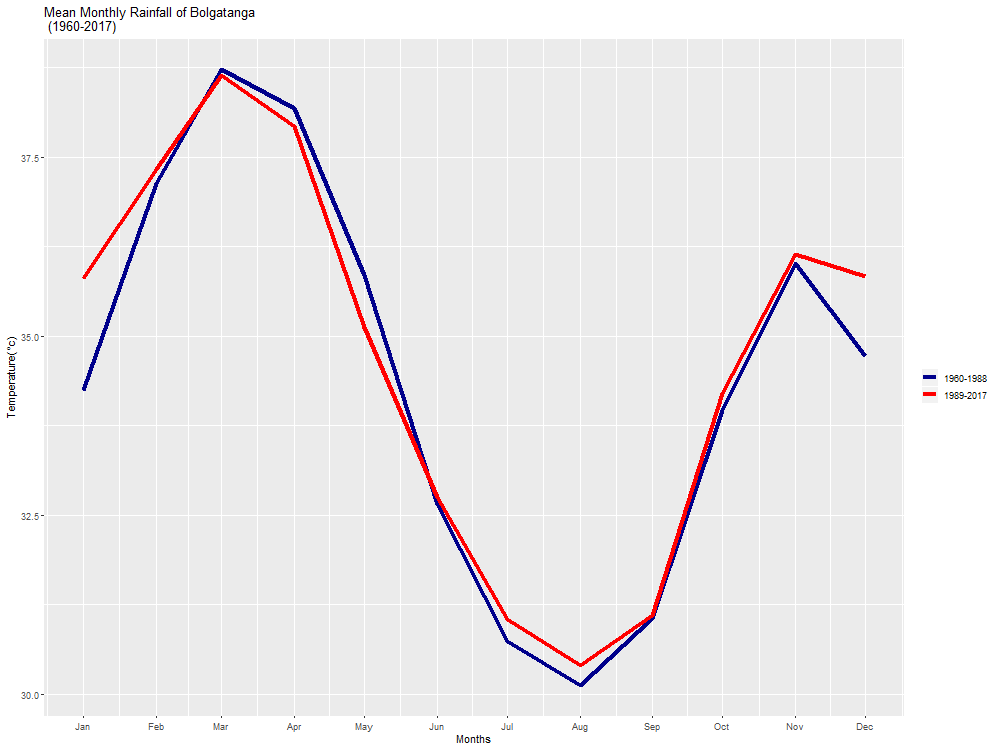 Mean Monthly Rainfall of Bolgatanga
(1960-2017)
37.5
35.0
32.5
30.0
Temperature(°c)
Jan Feb Mar Apr May Jun Jul Aug Sep Oct Nov Dec
Months
1960-1988
1989-2017